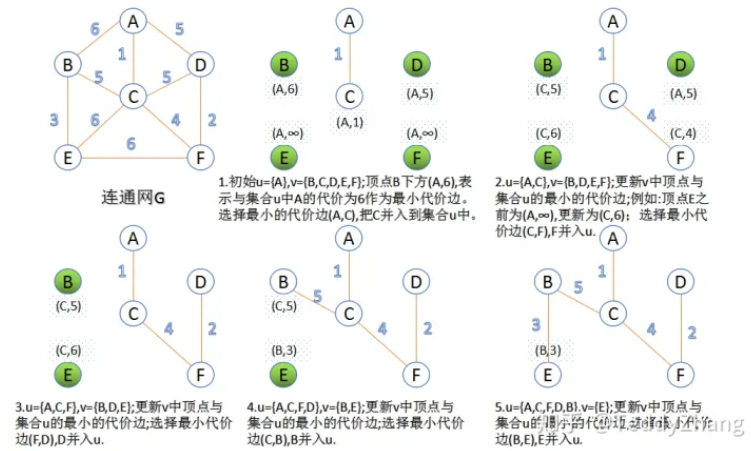 A
6
1
5
B
D
5
5
C
3
6
4
2
E
6
F
连通网G
A
1
B
(A,6)
D
(A,5)
C
(A,1)
(A,∞)
E
(A,∞)
F
1.初始u={A},v={B,C,D,E,F};顶点B下方(A,6),表
示与集合u中A的代价为6作为最小代价边。
选择最小的代价边(A,C),把C并入到集合u中。
A
1
B
(C,5)
D
(A,5)
C
4
(C,6)
E
(C,4)
F
2.u={A,C},v={B,D,E,F};更新v中顶点与
集合u的最小的代价边;例如:顶点E之
前为(A,∞),更新为(C,6);选择最小代
价边(C,F),F并入u.
A
1
B
(C,5)
D
C
4
2
(C,6)
E
F
3.u={A,C,F},v={B,D,E};更新v中顶点与
集合u的最小的代价边;选择最小代价
边(F,D),D并入u.
A
1
B
(C,5)
5
D
C
4
2
(B,3)
E
F
4.u={A,C,F,D},v={B,E};更新v中顶点与
集合u的最小的代价边;选择最小代价边
(C,B),B并入u.
A
1
B
5
D
C
3
4
2
(B,3)
E
F
5.u={A,C,F,D,B}.v={E};更新v中顶点与
集合u的最小的代价边;选择最小代价边
(B,E),E并入u.
知乎 @TeddyZhang